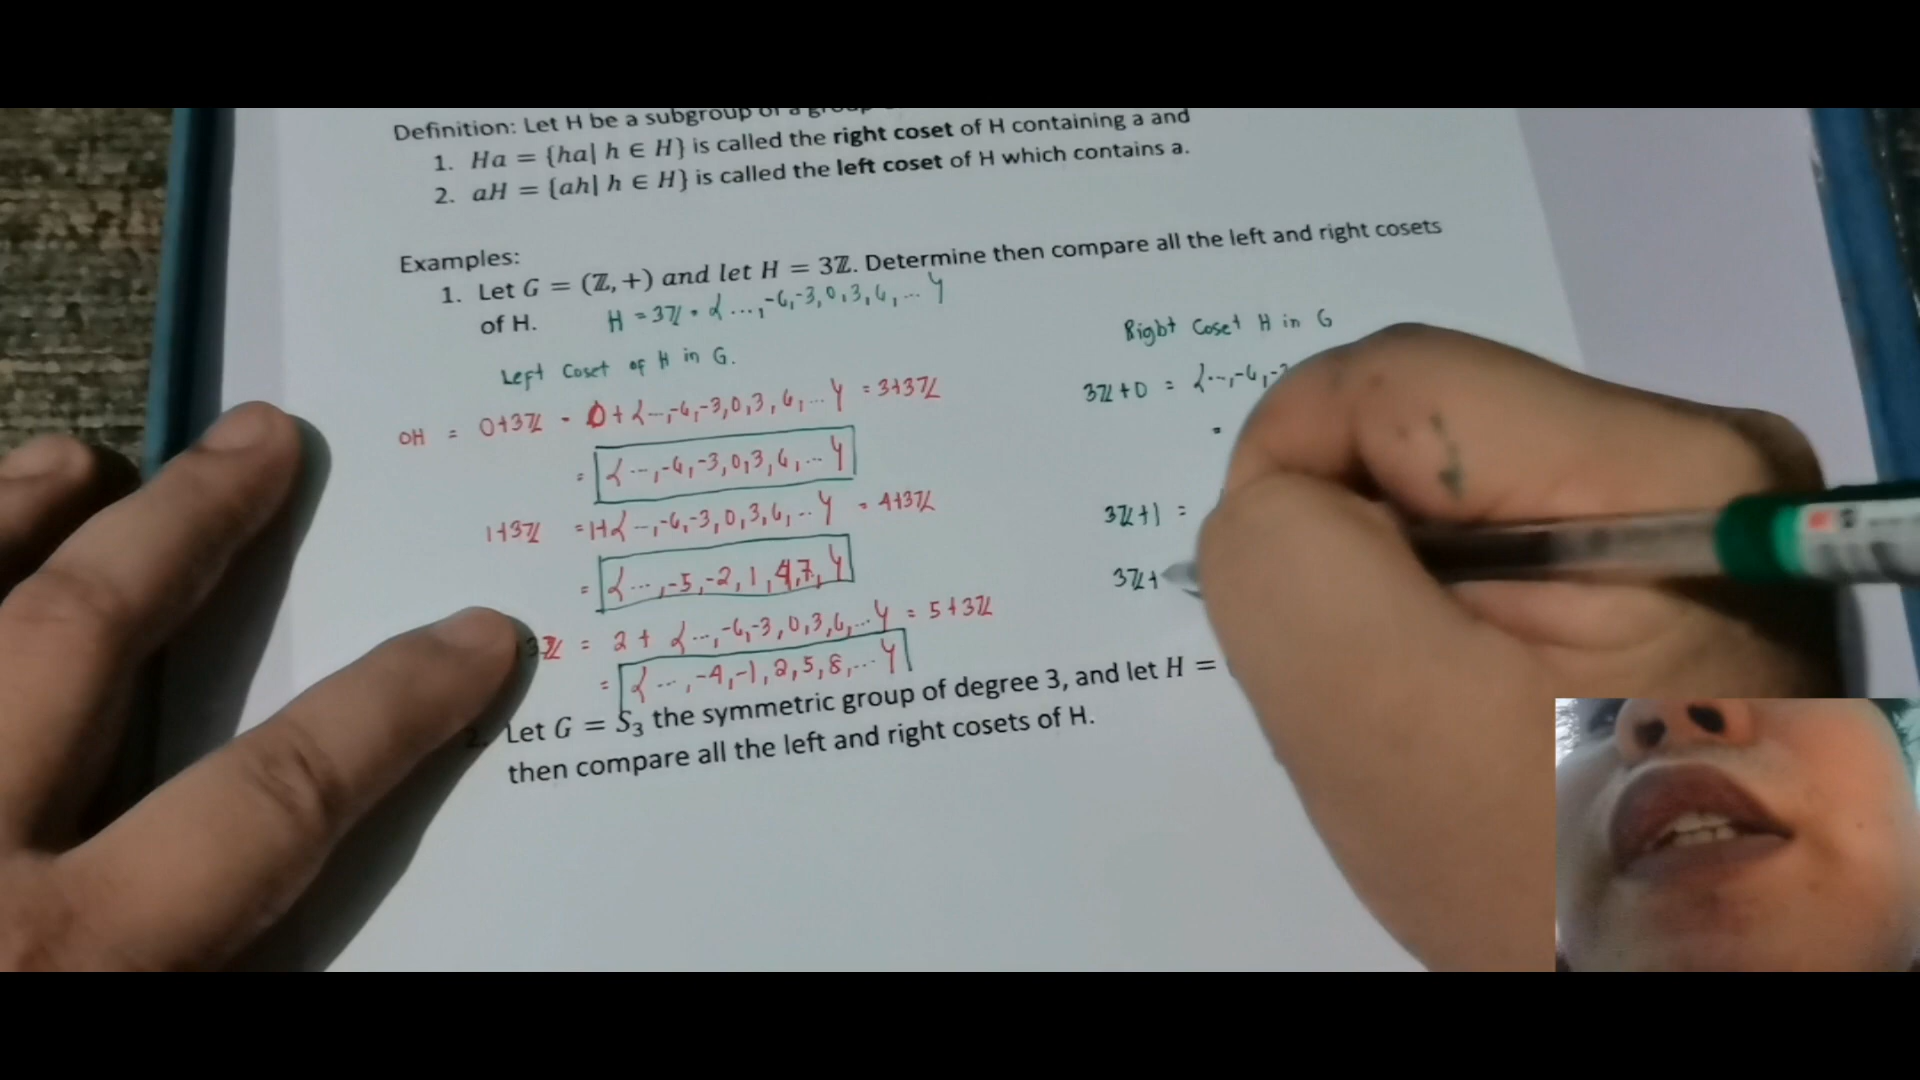 Definition: Let H be a subgroup of a group
1. Ha = {ha| h ∈ H} is called the right coset of H containing a and
2. aH = {ah| h ∈ H} is called the left coset of H which contains a.
Examples:
1. Let G = (ℤ, +) and let H = 3ℤ. Determine then compare all the left and right cosets
of H.
H = 3ℤ = {..., -6, -3, 0, 3, 6, ... }
Left Coset of H in G.
Right Coset H in G
0H = 0+3ℤ = 0+{..., -6, -3, 0, 3, 6, ... } = 3+3ℤ
3ℤ+0 = {..., -6, -3
= {..., -6, -3, 0, 3, 6, ... }
=
1+3ℤ = 1+{..., -6, -3, 0, 3, 6, ... } = 4+3ℤ
3ℤ+1 =
= {..., -5, -2, 1, 4, 7, }
3ℤ+
3ℤ = 2 + {..., -6, -3, 0, 3, 6, ... } = 5+3ℤ
= {..., -4, -1, 2, 5, 8, ... }
2. Let G = S₃ the symmetric group of degree 3, and let H =
then compare all the left and right cosets of H.